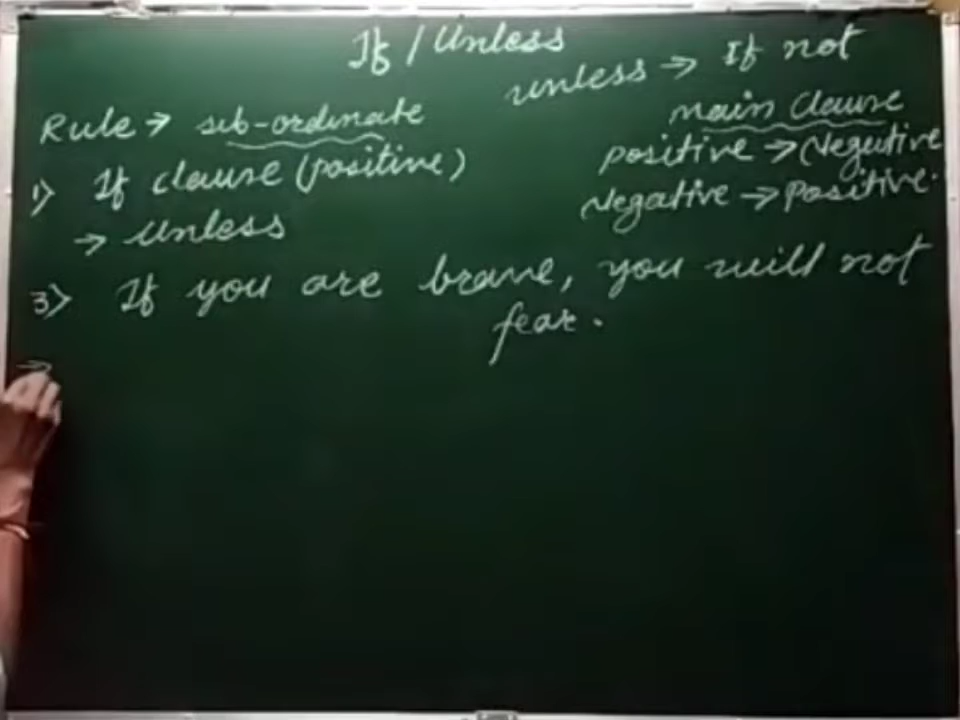 If / Unless
unless → If not
Rule → sub-ordinate
main clause
1) If clause (positive)
positive → Negative
Negative → Positive.
→ unless
3) If you are brave, you will not
fear.
→